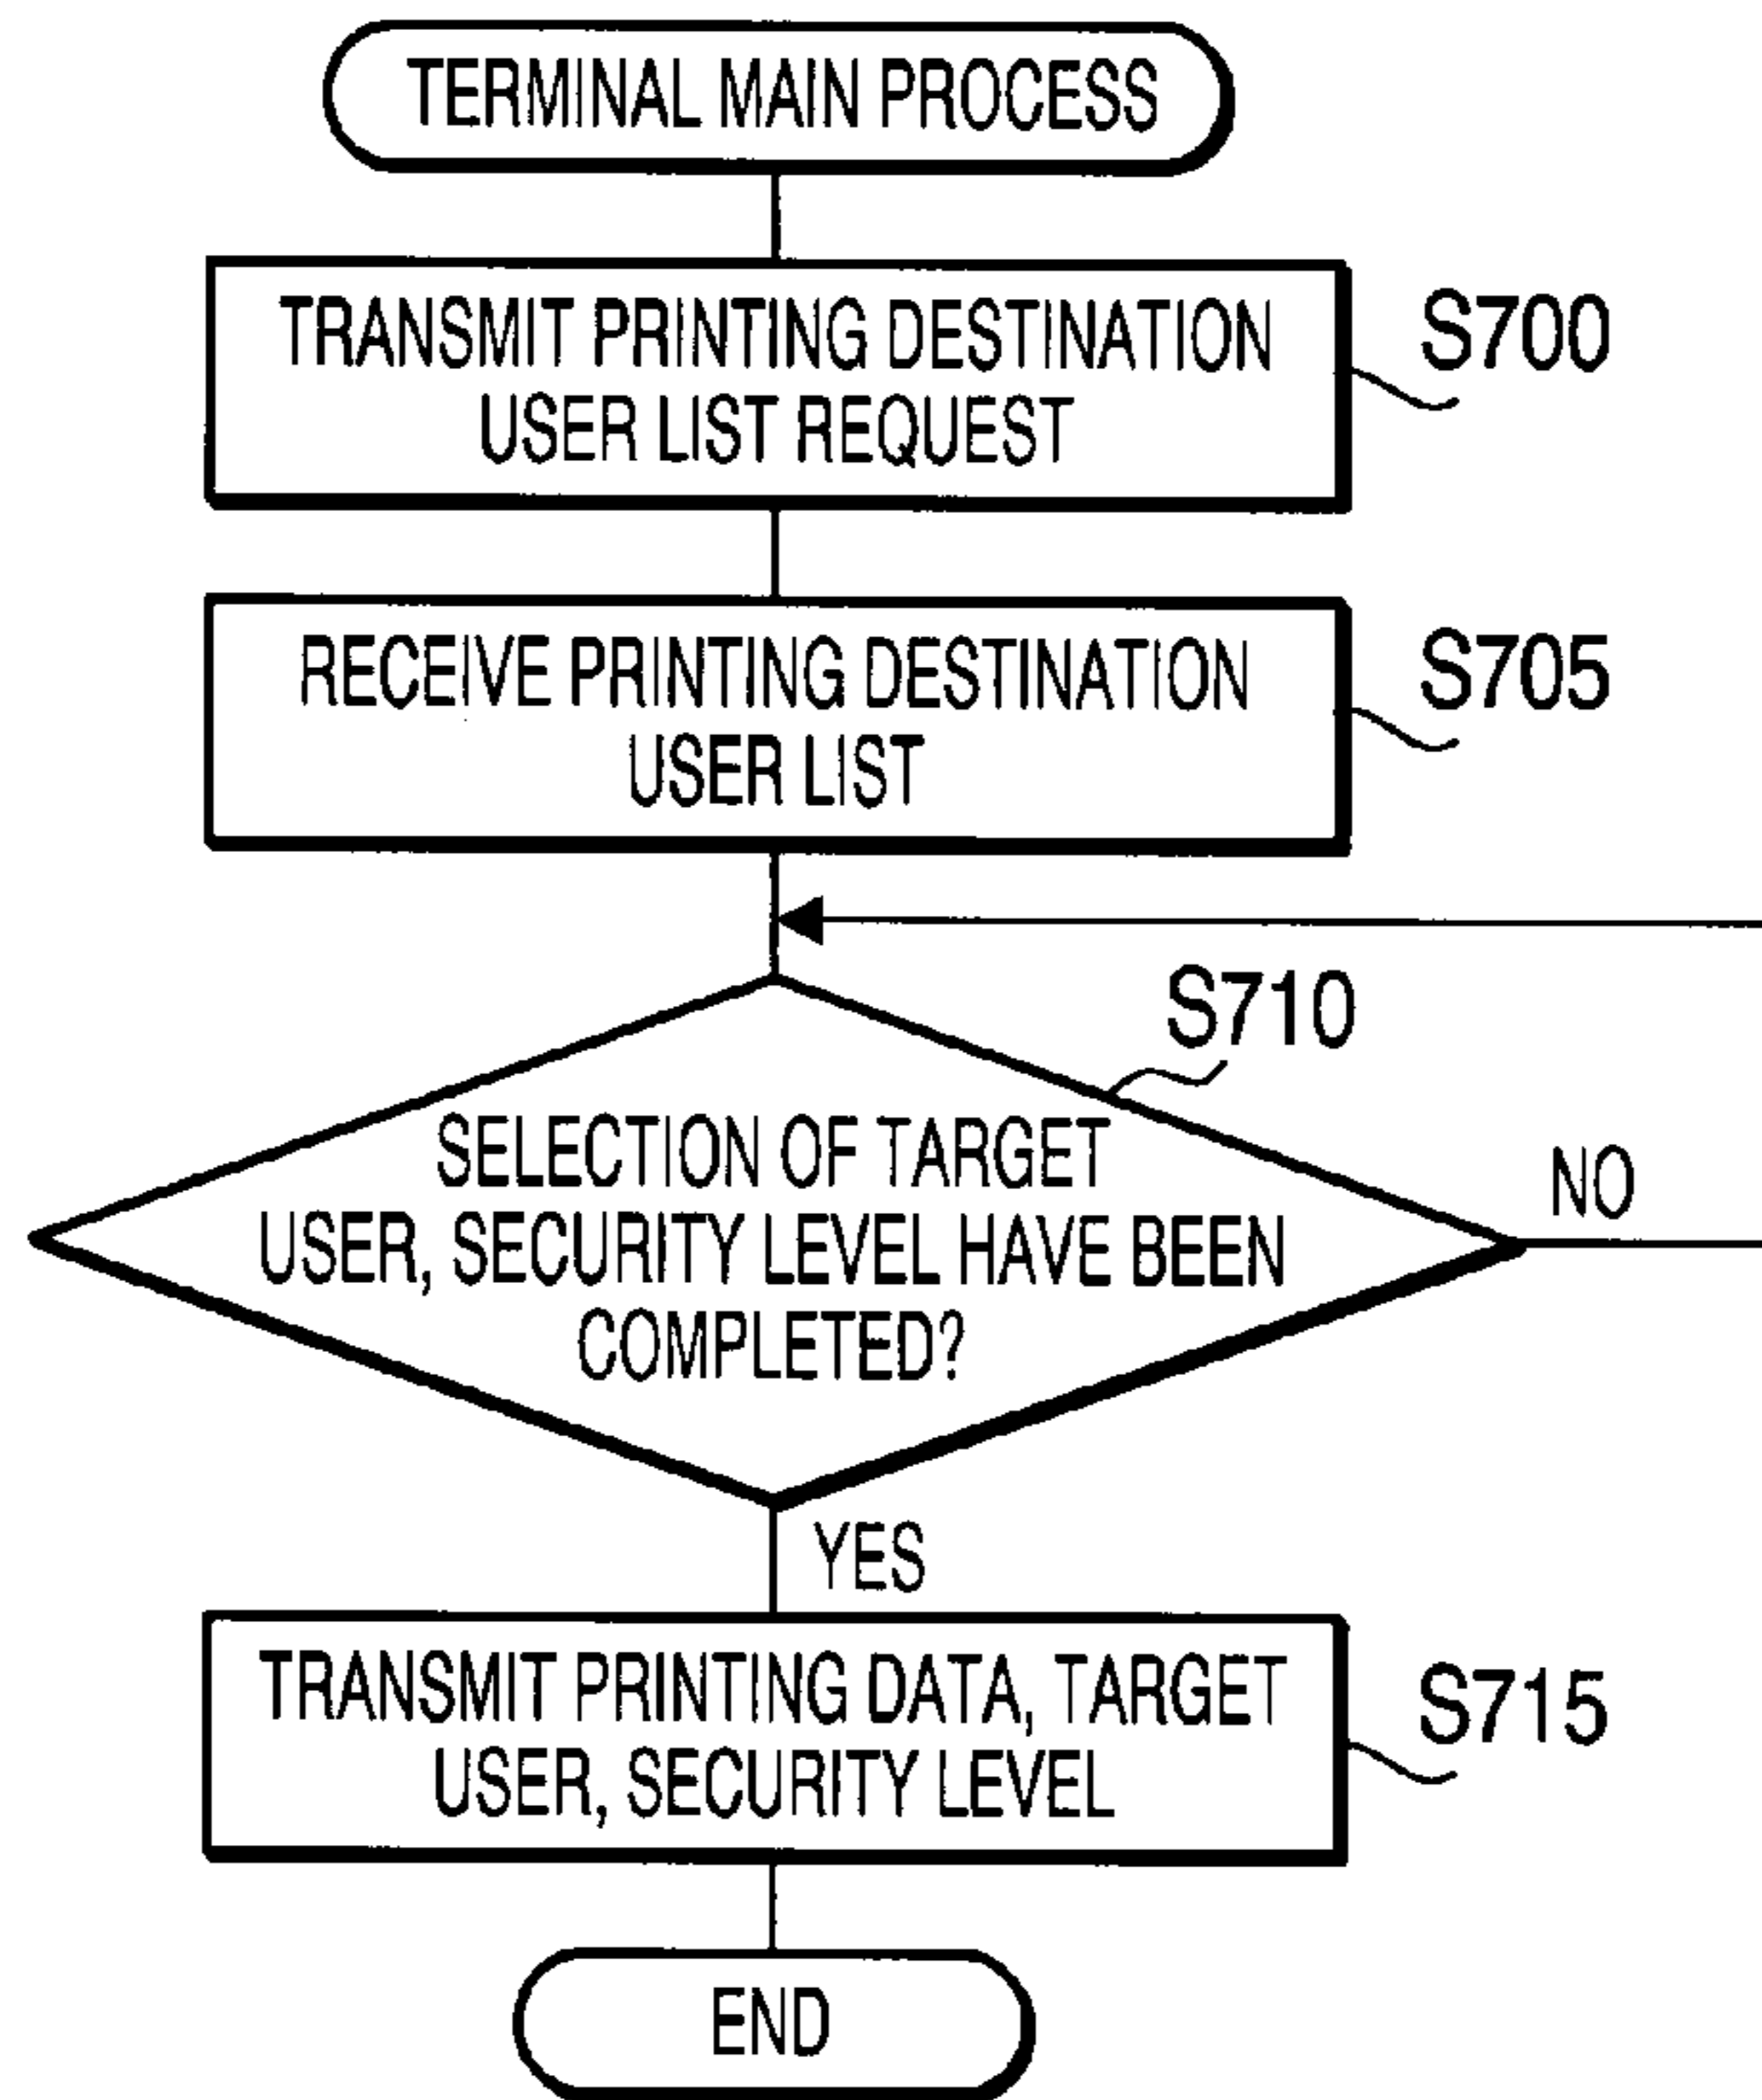 TERMINAL MAIN PROCESS
TRANSMIT PRINTING DESTINATION
USER LIST REQUEST
S700
RECEIVE PRINTING DESTINATION
USER LIST
S705
S710
SELECTION OF TARGET
USER, SECURITY LEVEL HAVE BEEN
COMPLETED?
NO
YES
TRANSMIT PRINTING DATA, TARGET
USER, SECURITY LEVEL
S715
END